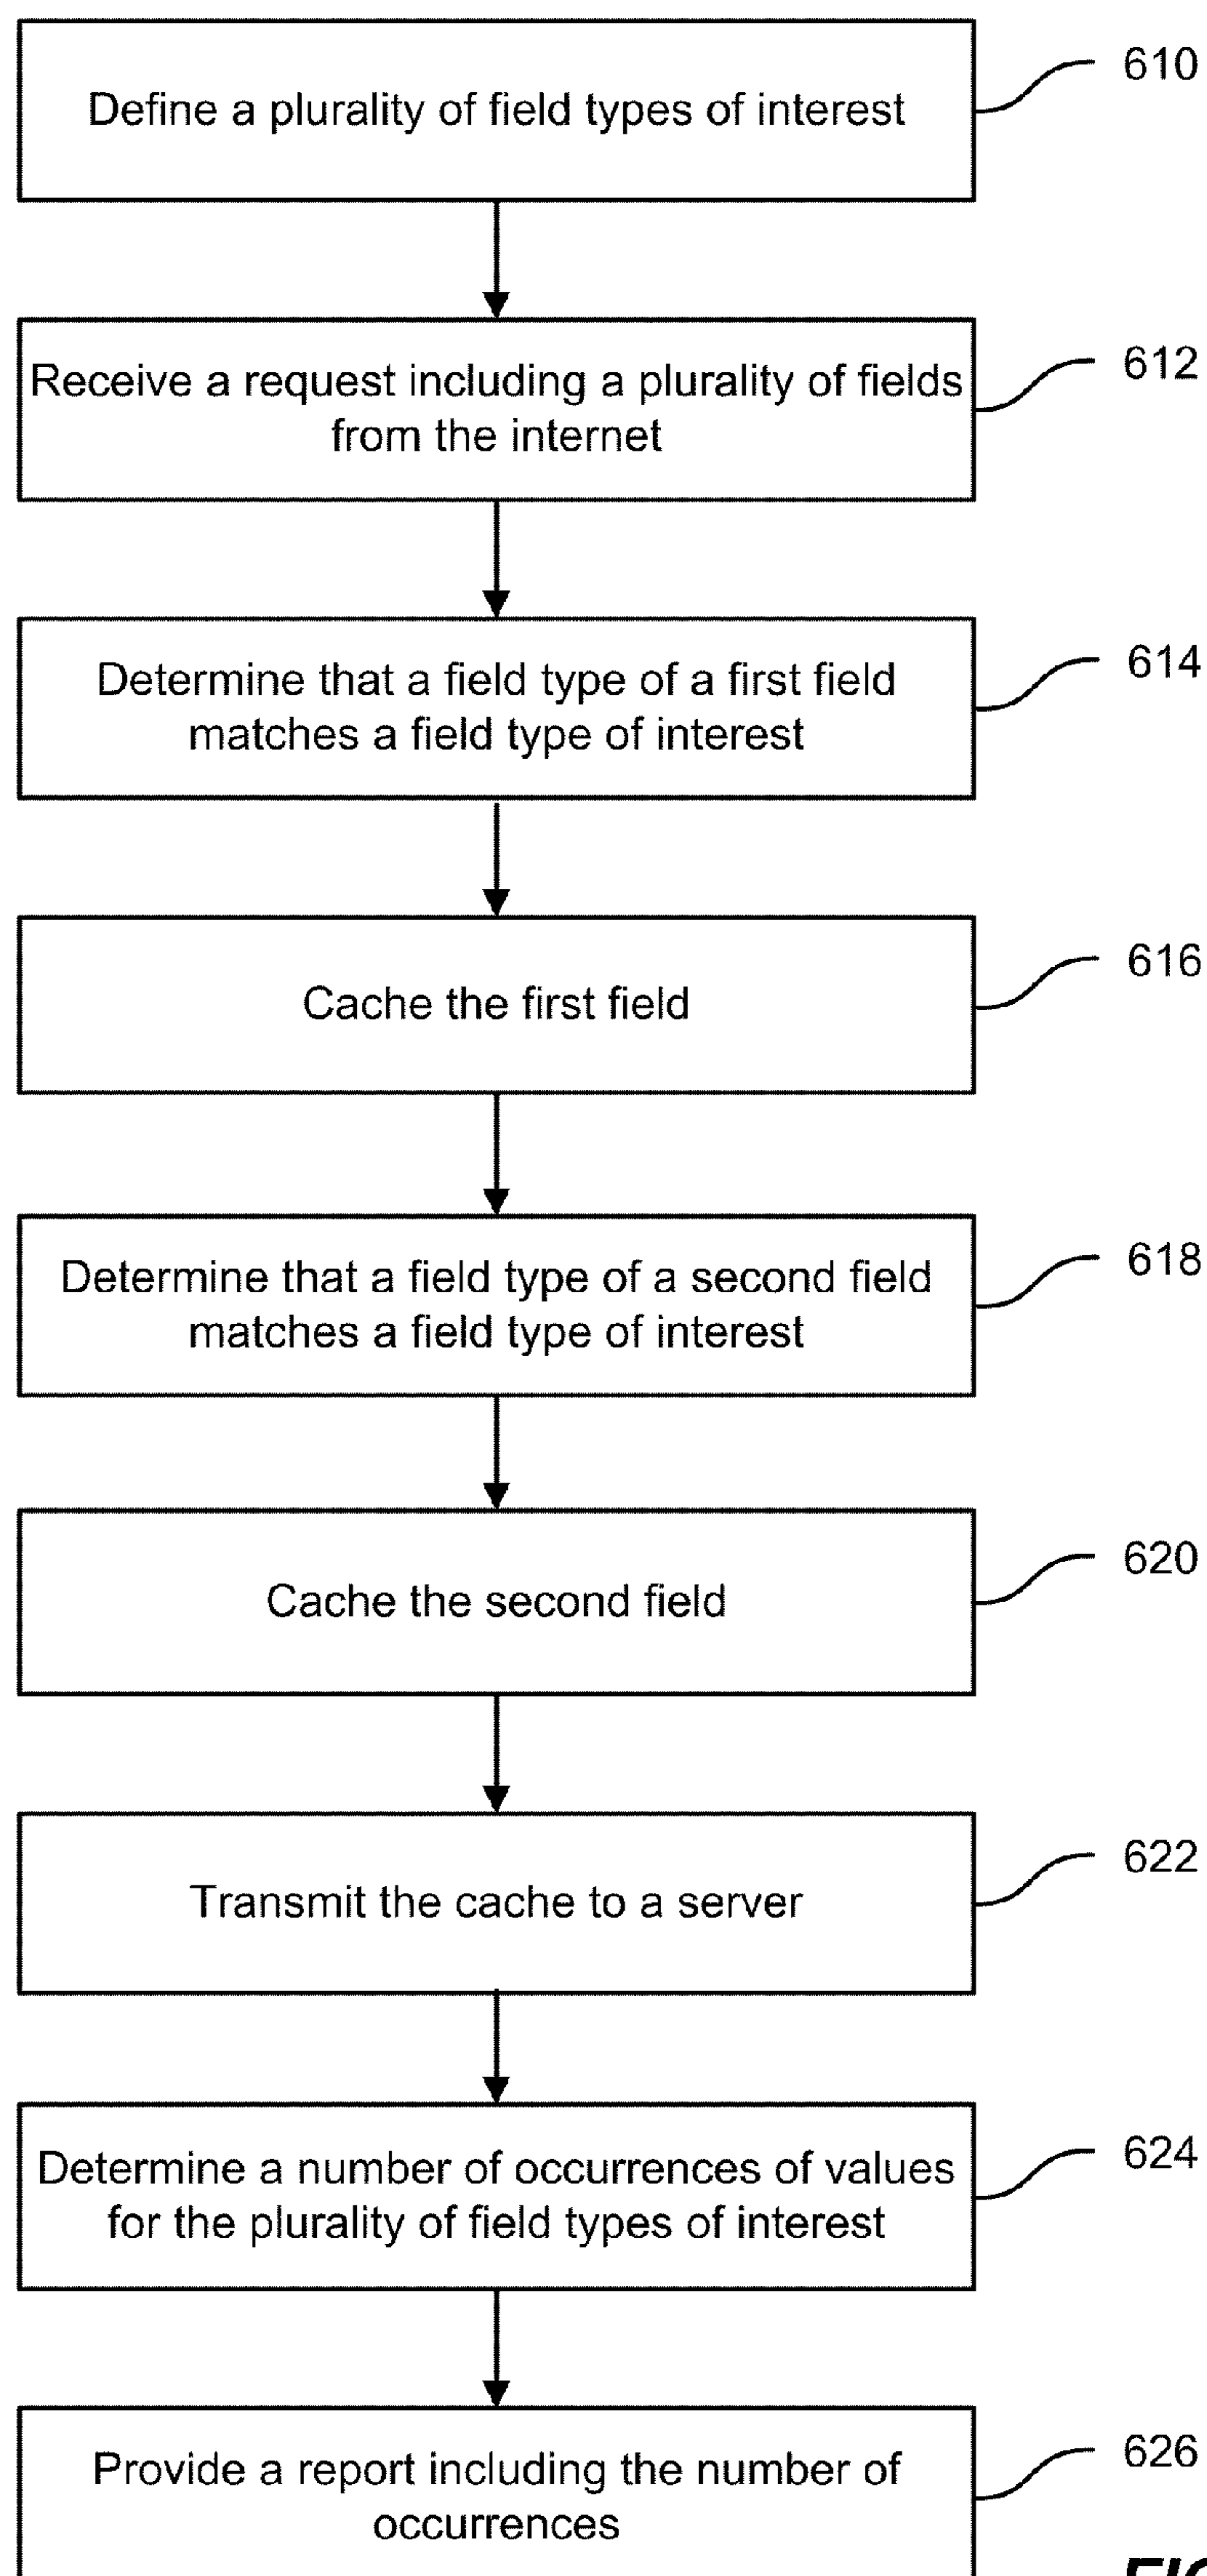 Define a plurality of field types of interest
610
Receive a request including a plurality of fields
from the internet
612
Determine that a field type of a first field
matches a field type of interest
614
Cache the first field
616
Determine that a field type of a second field
matches a field type of interest
618
Cache the second field
620
Transmit the cache to a server
622
Determine a number of occurrences of values
for the plurality of field types of interest
624
Provide a report including the number of
occurrences
626